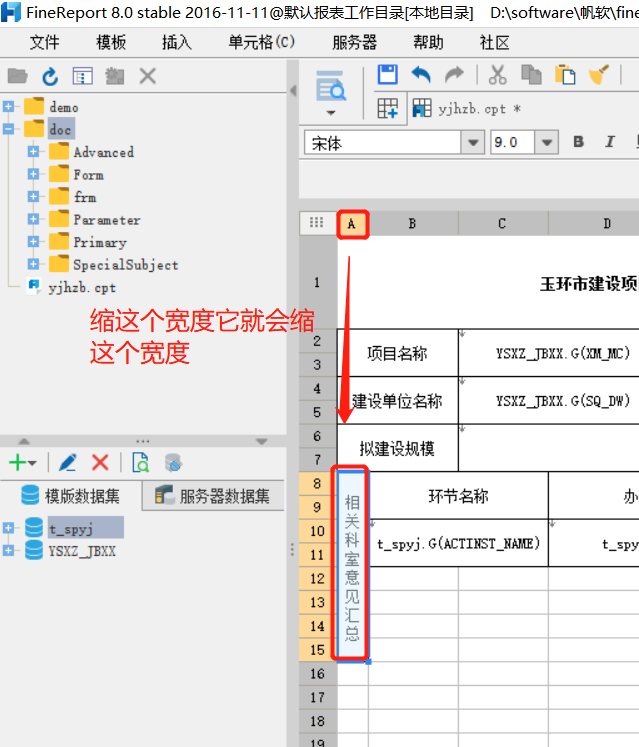 FineReport 8.0 stable 2016-11-11@默认报表工作目录[本地目录] D:\software\帆软\fine
文件 模板 插入 单元格(C) 服务器 帮助 社区
demo
doc
Advanced
Form
frm
Parameter
Primary
SpecialSubject
yjhzb.cpt
缩这个宽度它就会缩
这个宽度
模版数据集 服务器数据集
t_spyj
YSXZ_JBXX
yjhzb.cpt *
宋体 9.0 B I
A B C D
1 玉环市建设项
2
项目名称 YSXZ_JBXX.G(XM_MC)
3
4
建设单位名称 YSXZ_JBXX.G(SQ_DW)
5
6
拟建设规模
7
8
环节名称 办
9
10
t_spyj.G(ACTINST_NAME) t_spy
11
12
13
14
15
相关科室意见汇总
16
17
18
19